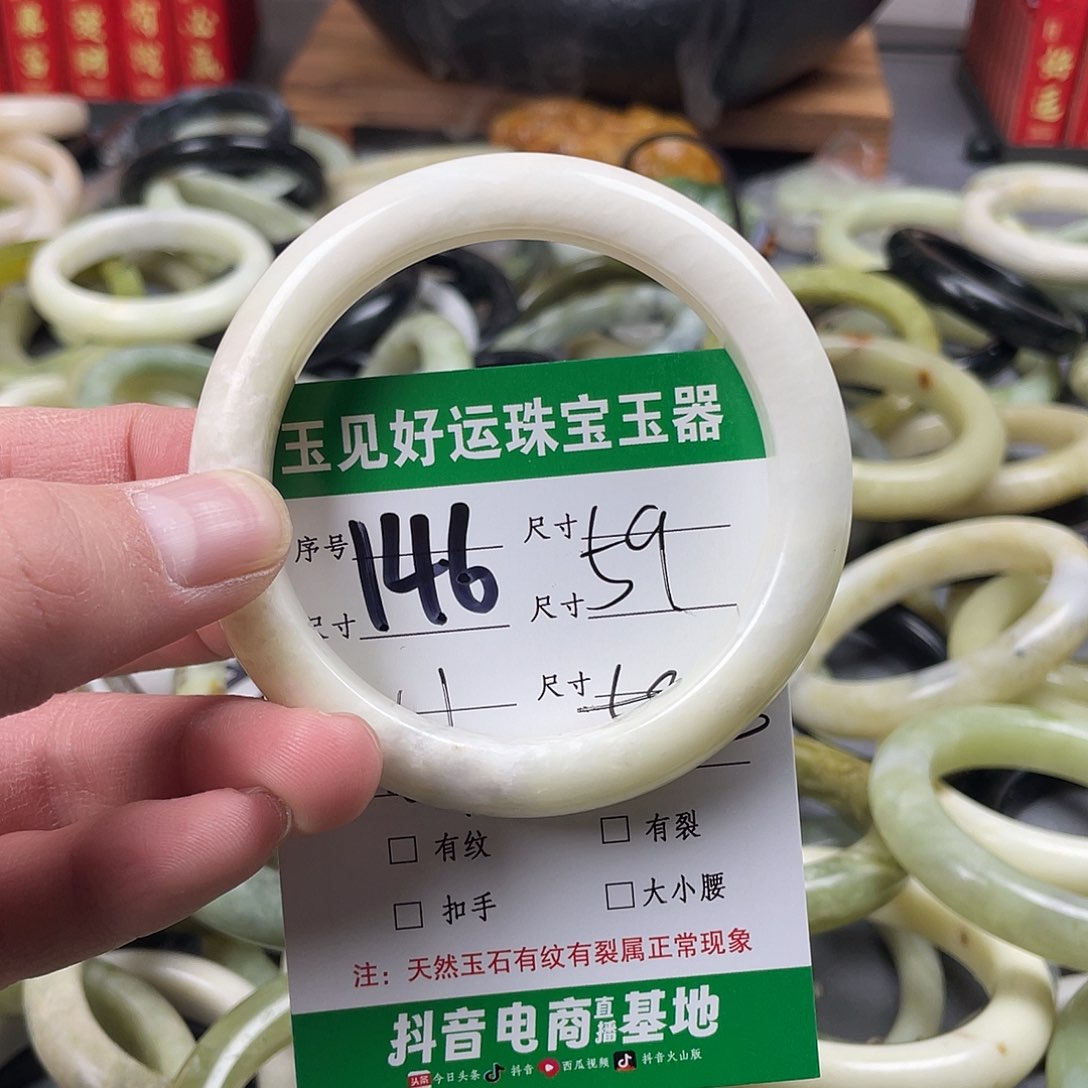 玉见好运珠宝玉器
序号 146 尺寸 59
尺寸 尺寸
尺寸
有纹 有裂
扣手 大小腰
注：天然玉石有纹有裂属正常现象
抖音电商直播基地
头条 今日头条 抖音 西瓜视频 抖音火山版